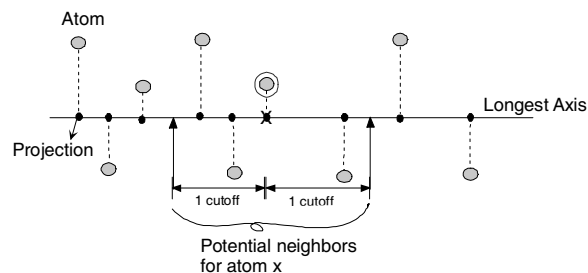 Atom
Longest Axis
Projection
1 cutoff
1 cutoff
Potential neighbors
for atom x